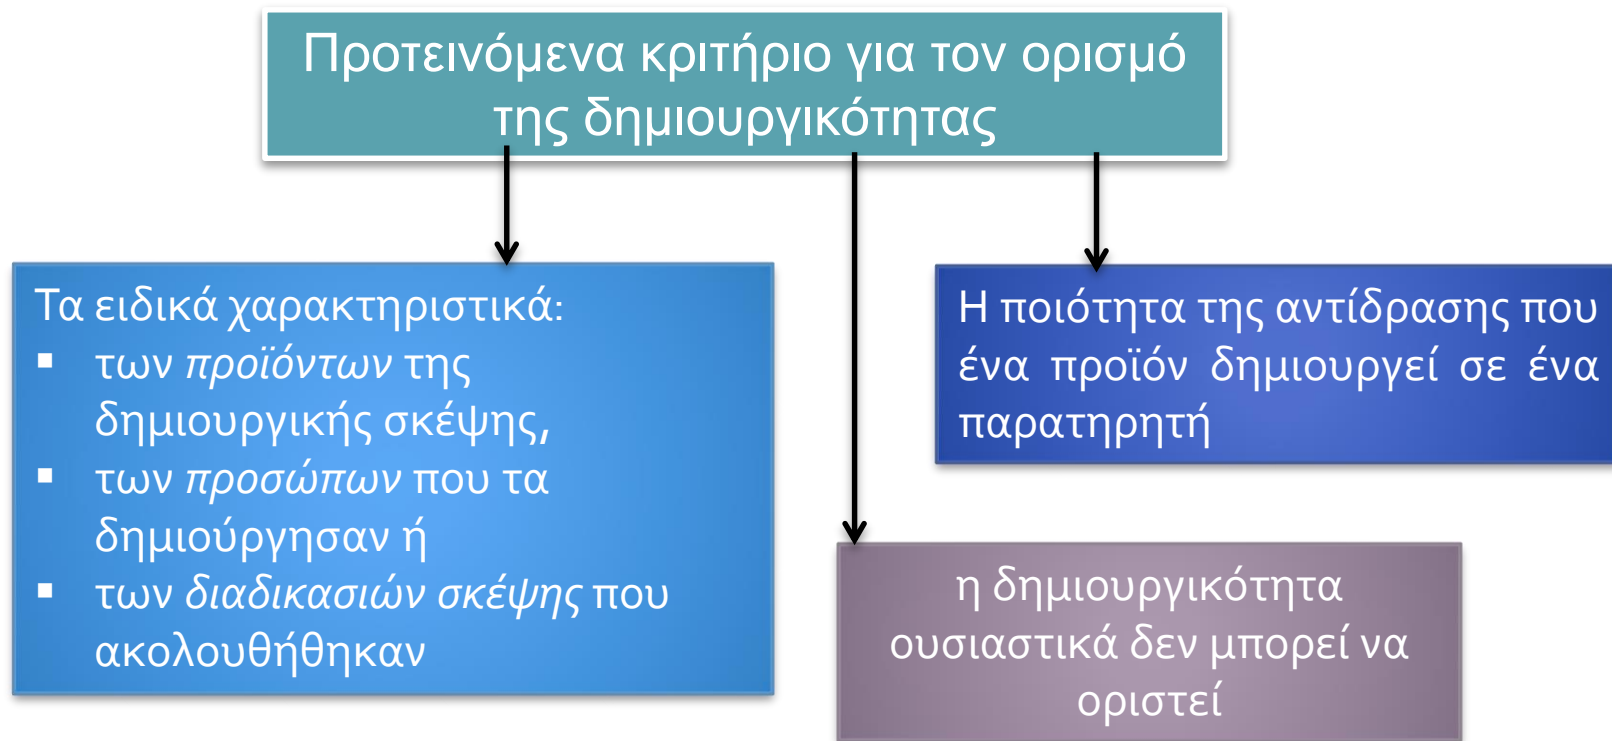 Προτεινόμενα κριτήριο για τον ορισμό
της δημιουργικότητας
Τα ειδικά χαρακτηριστικά:
▪ των προϊόντων της
δημιουργικής σκέψης,
▪ των προσώπων που τα
δημιούργησαν ή
▪ των διαδικασιών σκέψης που
ακολουθήθηκαν
Η ποιότητα της αντίδρασης που
ένα προϊόν δημιουργεί σε ένα
παρατηρητή
η δημιουργικότητα
ουσιαστικά δεν μπορεί να
οριστεί